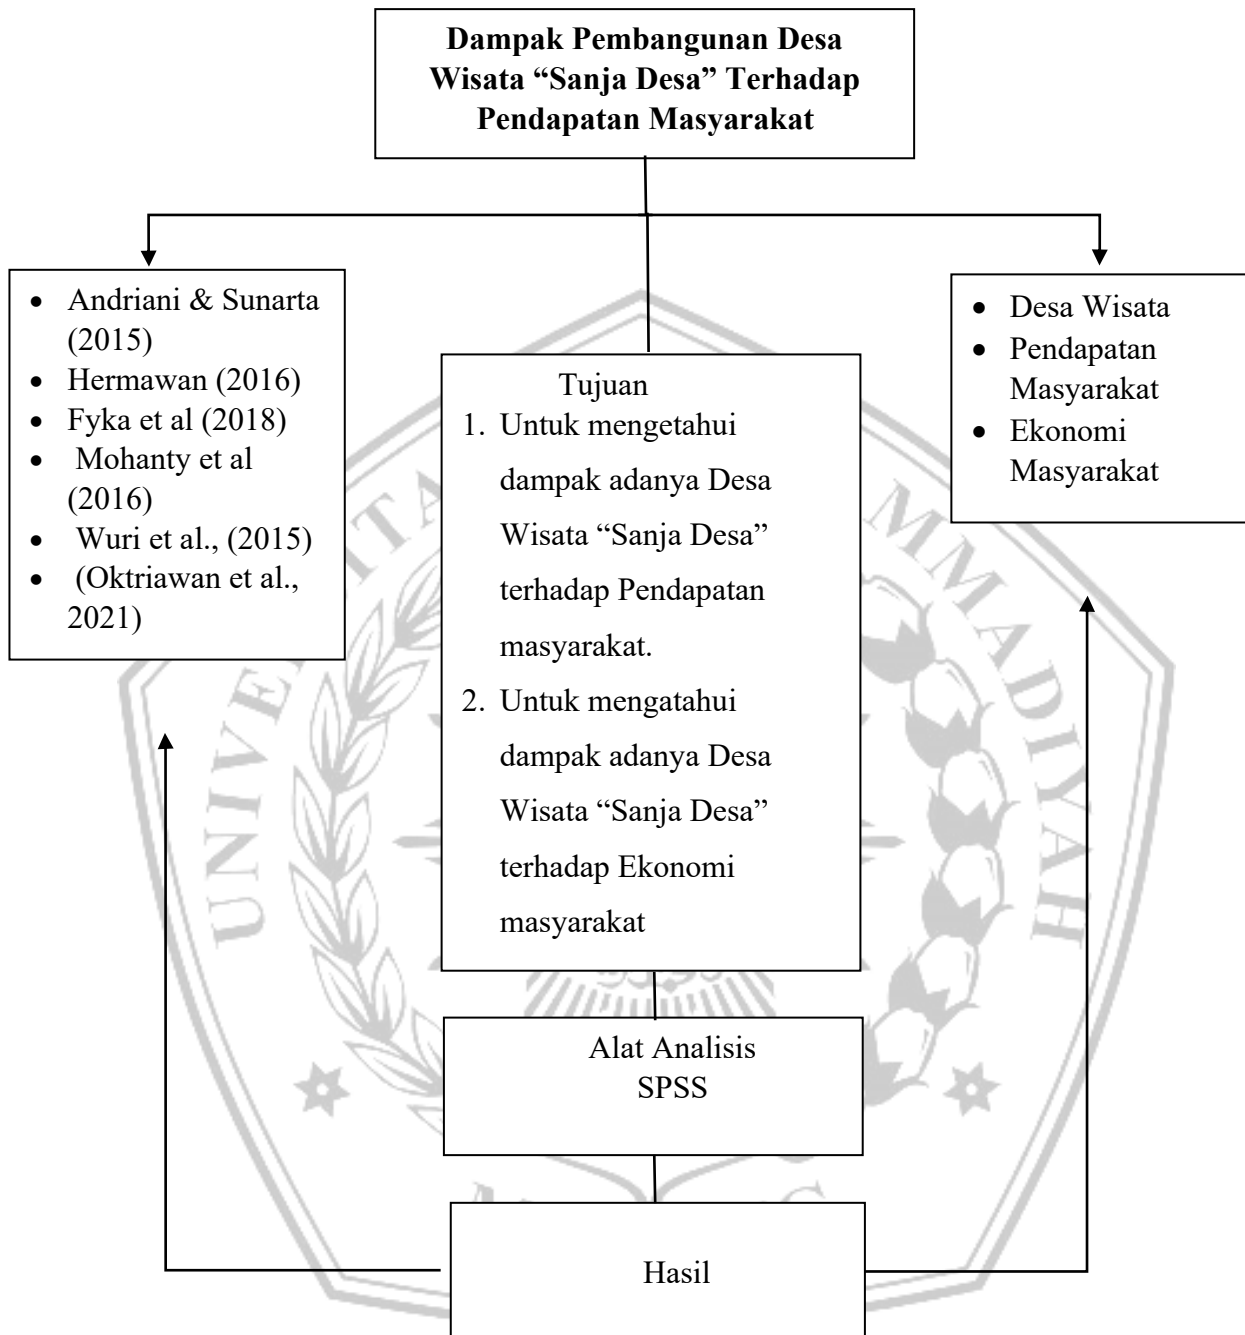 Dampak Pembangunan Desa
Wisata “Sanja Desa” Terhadap
Pendapatan Masyarakat
• Andriani & Sunarta
(2015)
• Hermawan (2016)
• Fyka et al (2018)
• Mohanty et al
(2016)
• Wuri et al., (2015)
• (Oktriawan et al.,
2021)
Tujuan
1. Untuk mengetahui
dampak adanya Desa
Wisata “Sanja Desa”
terhadap Pendapatan
masyarakat.
2. Untuk mengatahui
dampak adanya Desa
Wisata “Sanja Desa”
terhadap Ekonomi
masyarakat
• Desa Wisata
• Pendapatan
Masyarakat
• Ekonomi
Masyarakat
Alat Analisis
SPSS
Hasil